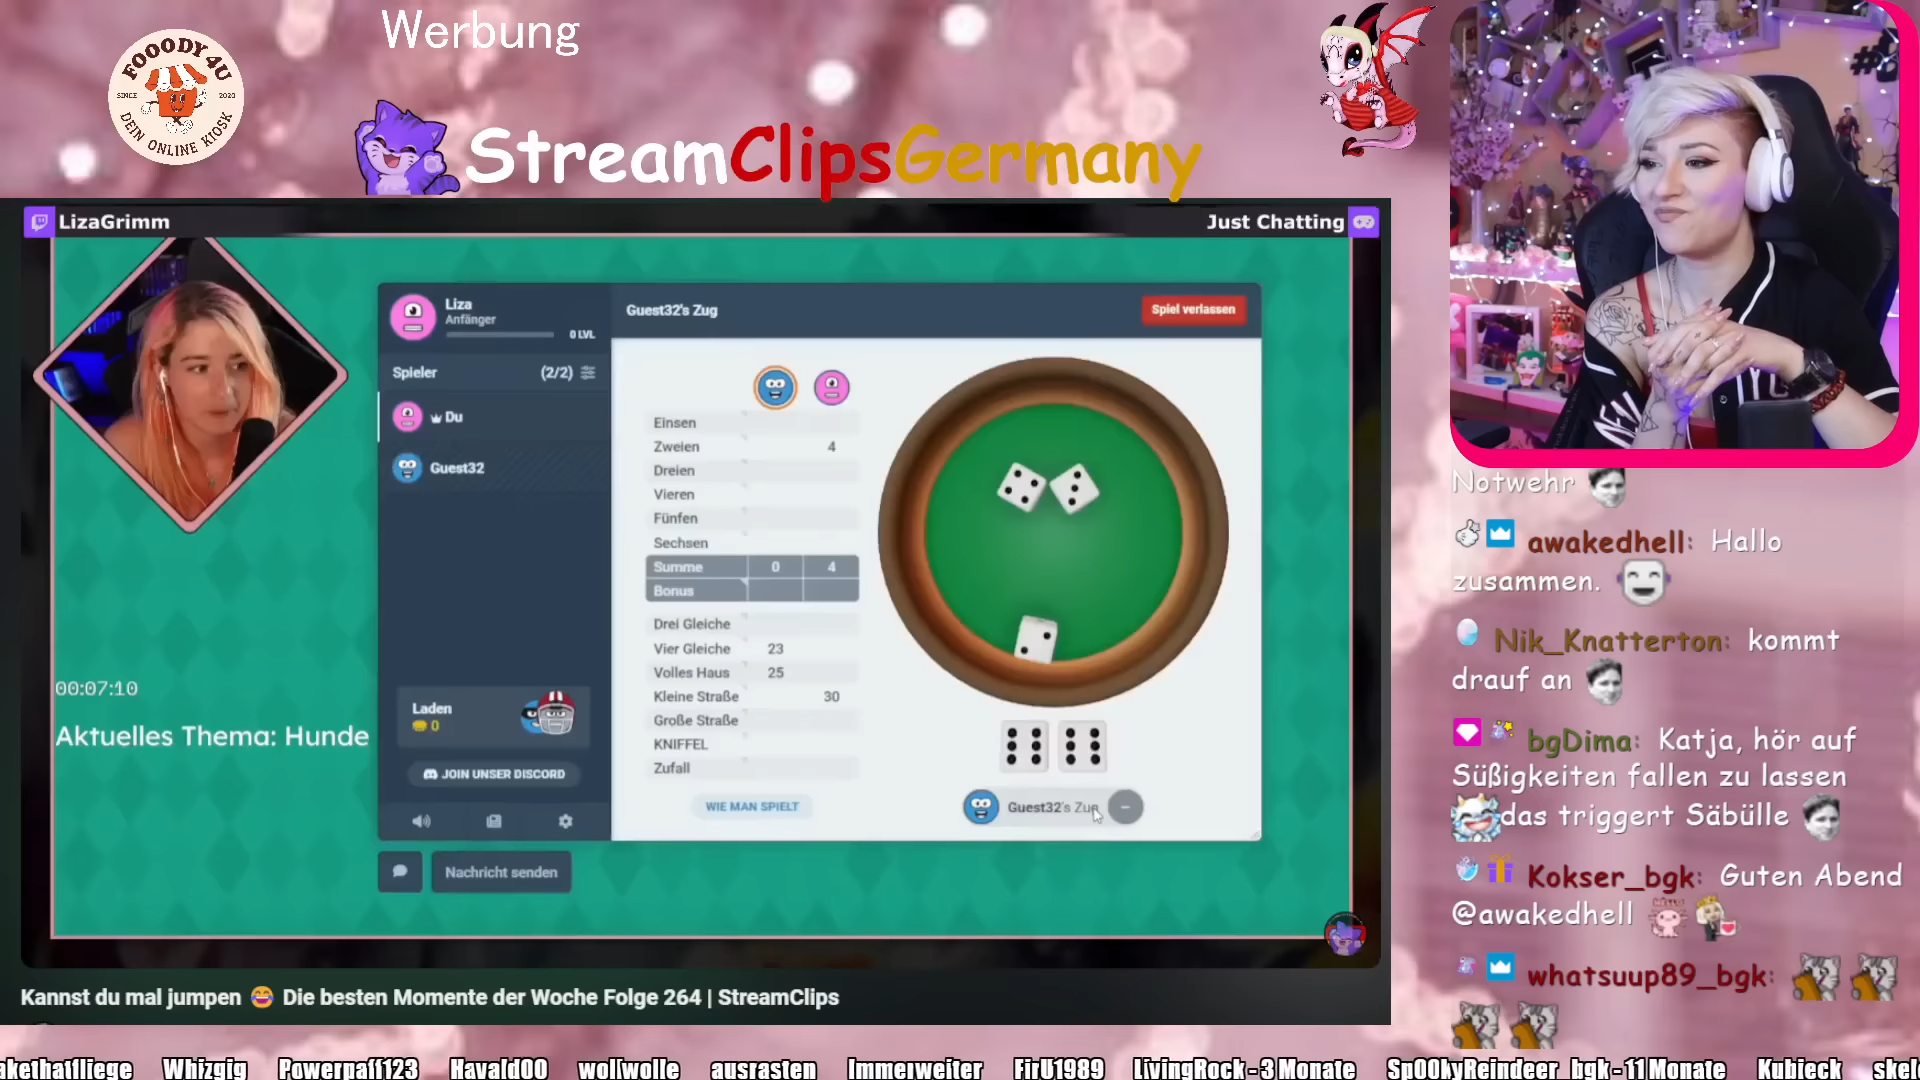 FOOODY 4U
SINCE 2020
DEIN ONLINE KIOSK
Werbung
StreamClipsGermany
LizaGrimm
Just Chatting
Liza
Anfänger
0 LVL
Spieler (2/2)
Du
Guest32
Laden
0
JOIN UNSER DISCORD
Nachricht senden
00:07:10
Aktuelles Thema: Hunde
Guest32's Zug
Spiel verlassen
Einsen
Zweien 4
Dreien
Vieren
Fünfen
Sechsen
Summe 0 4
Bonus
Drei Gleiche
Vier Gleiche 23
Volles Haus 25
Kleine Straße 30
Große Straße
KNIFFEL
Zufall
WIE MAN SPIELT
Guest32's Zug
Kannst du mal jumpen 😂 Die besten Momente der Woche Folge 264 | StreamClips
Notwehr
awakedhell: Hallo
zusammen.
Nik_Knatterton: kommt
drauf an
bgDima: Katja, hör auf
Süßigkeiten fallen zu lassen
das triggert Säbülle
Kokser_bgk: Guten Abend
@awakedhell
whatsuup89_bgk:
akethatfliege Whizgig Powerpaff123 Havald00 wollwolle ausrasten Immerweiter FirU1989 LivingRock - 3 Monate Sp00kyReindeer_bgk - 11 Monate Kubieck skel